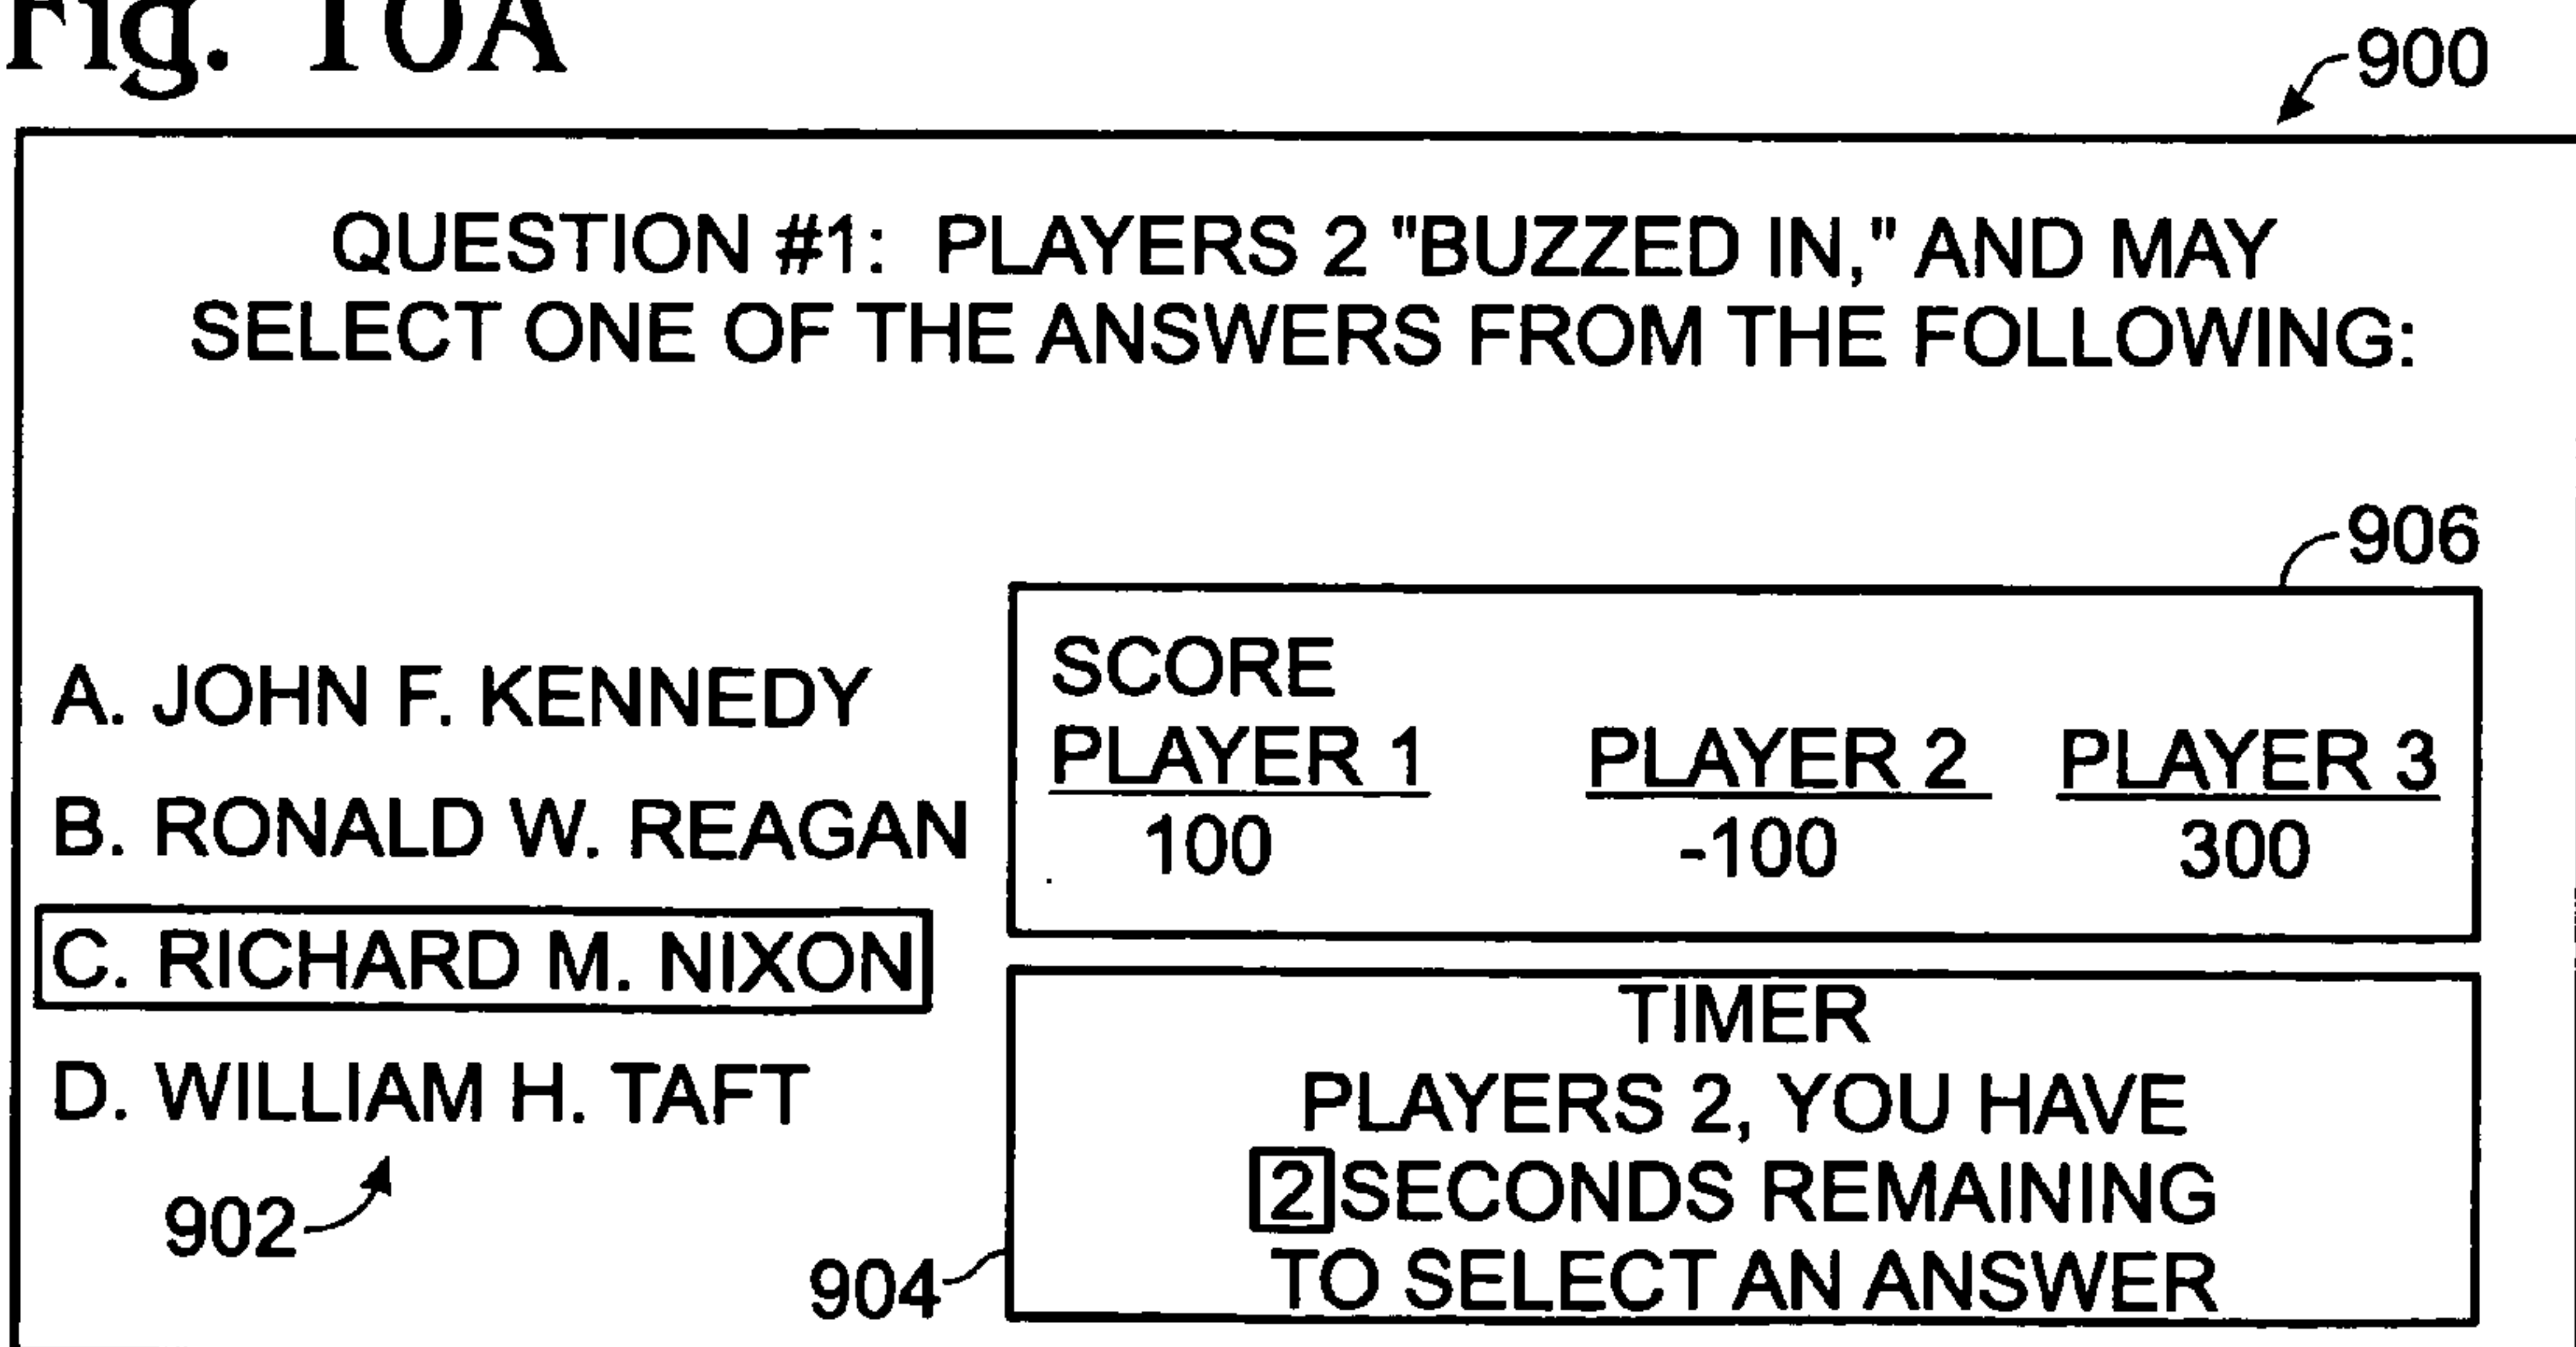 Fig. 10A
900
QUESTION #1: PLAYERS 2 "BUZZED IN," AND MAY
SELECT ONE OF THE ANSWERS FROM THE FOLLOWING:
906
A. JOHN F. KENNEDY
B. RONALD W. REAGAN
C. RICHARD M. NIXON
D. WILLIAM H. TAFT
902
SCORE
PLAYER 1 PLAYER 2 PLAYER 3
100 -100 300
TIMER
PLAYERS 2, YOU HAVE
2 SECONDS REMAINING
TO SELECT AN ANSWER
904